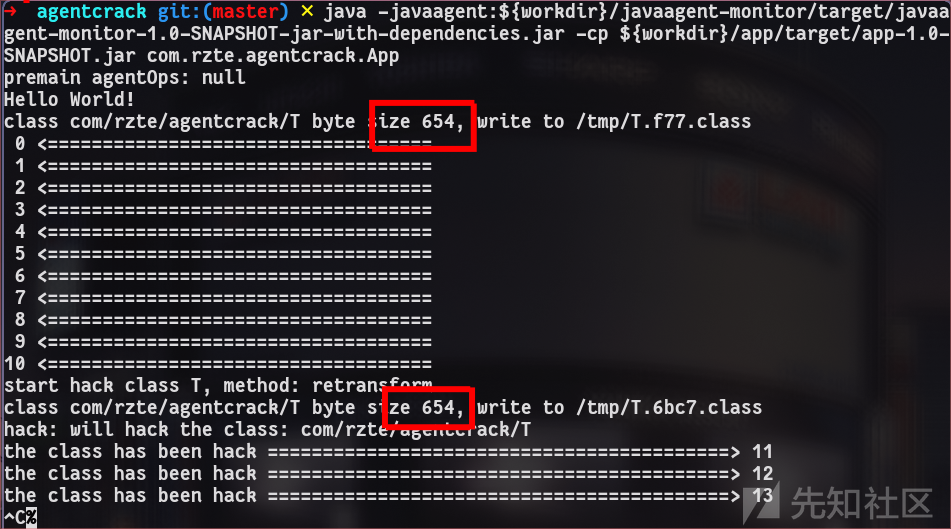 → agentcrack git:(master) × java -javaagent:${workdir}/javaagent-monitor/target/javaa
gent-monitor-1.0-SNAPSHOT-jar-with-dependencies.jar -cp ${workdir}/app/target/app-1.0-
SNAPSHOT.jar com.rzte.agentcrack.App
premain agentOps: null
Hello World!
class com/rzte/agentcrack/T byte size 654, write to /tmp/T.f77.class
0 <===================================
1 <===================================
2 <===================================
3 <===================================
4 <===================================
5 <===================================
6 <===================================
7 <===================================
8 <===================================
9 <===================================
10 <===================================
start hack class T, method: retransform
class com/rzte/agentcrack/T byte size 654, write to /tmp/T.6bc7.class
hack: will hack the class: com/rzte/agentcrack/T
the class has been hack ==========================================> 11
the class has been hack ==========================================> 12
the class has been hack ==========================================> 13
^C%
先知社区